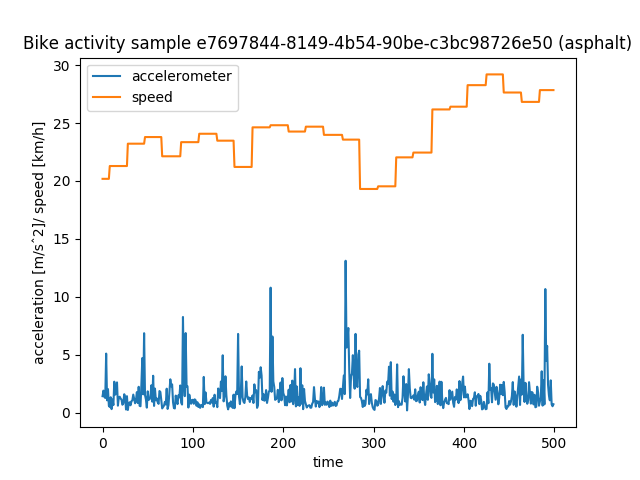 Bike activity sample e7697844-8149-4b54-90be-c3bc98726e50 (asphalt)
accelerometer
speed
acceleration [m/sˆ2]/ speed [km/h]
30
25
20
15
10
5
0
0 100 200 300 400 500
time